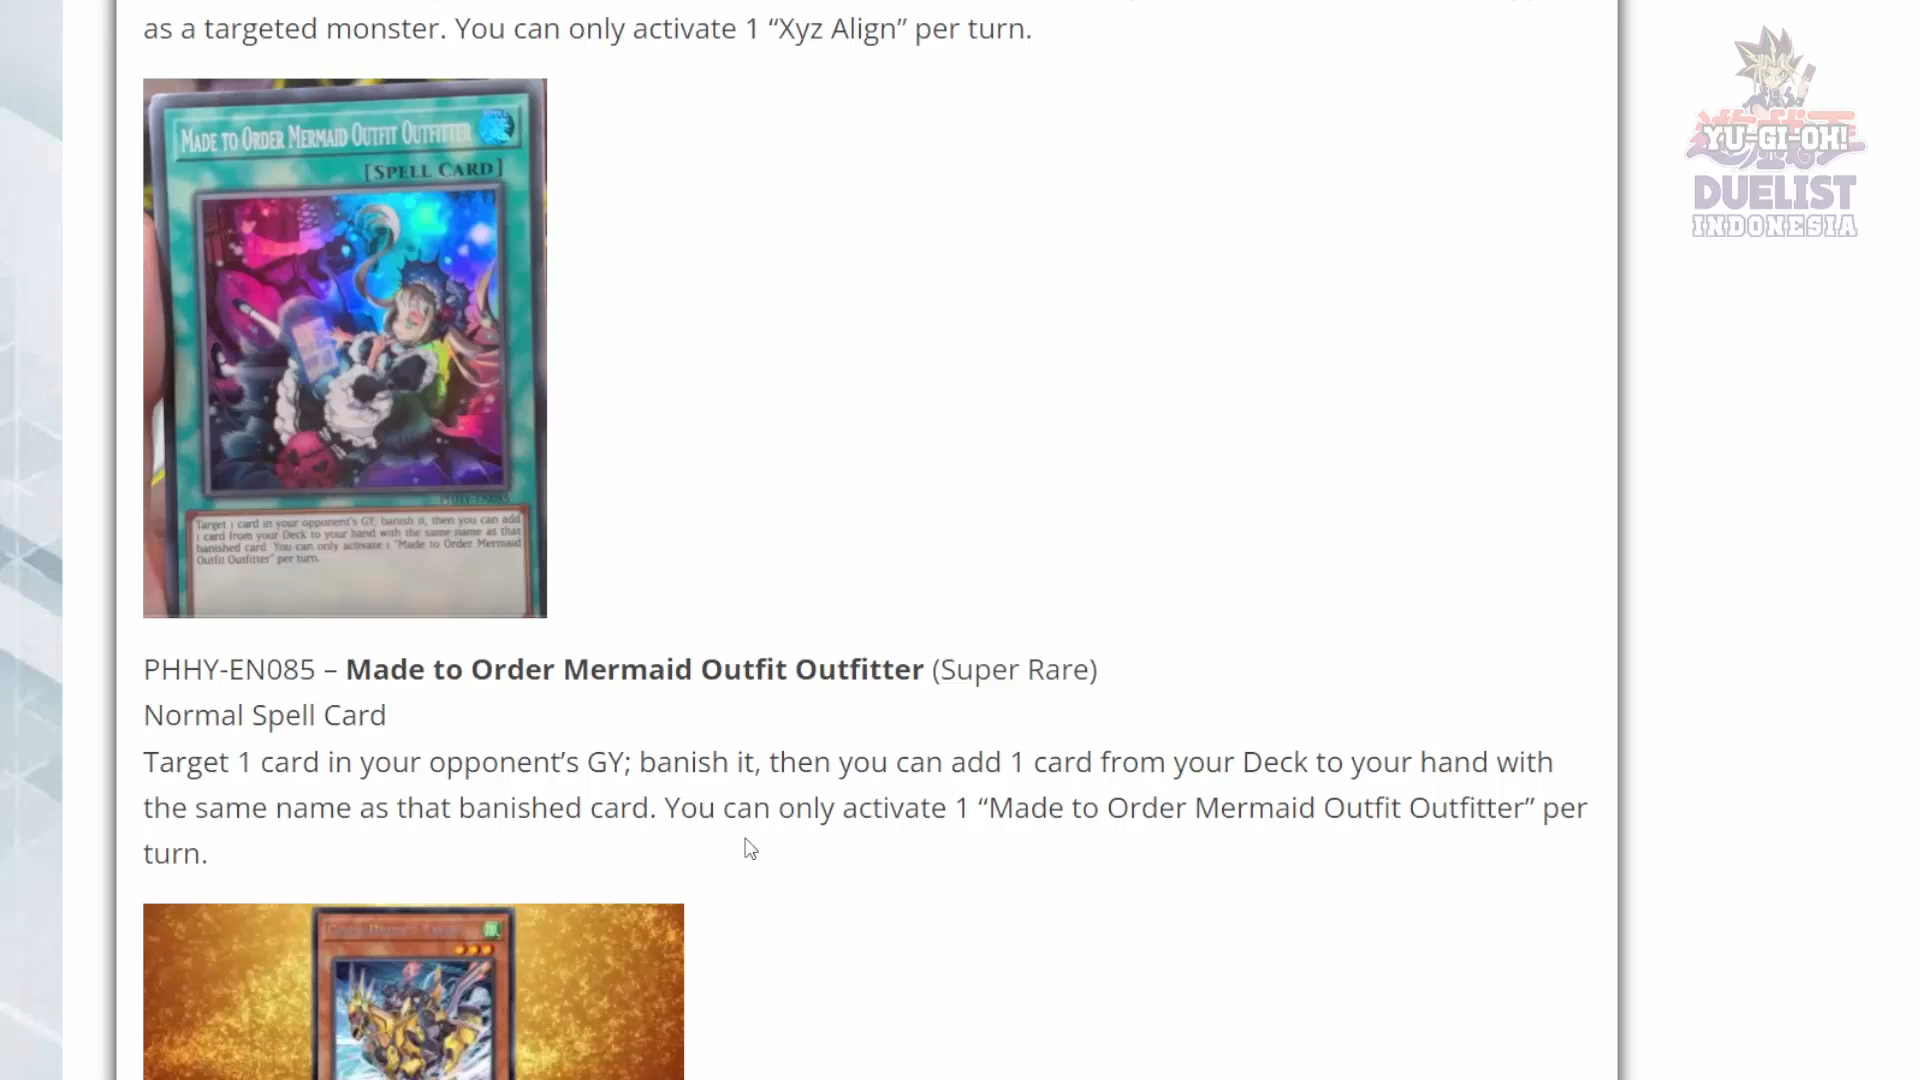 as a targeted monster. You can only activate 1 “Xyz Align” per turn.
YU-GI-OH!
DUELIST
INDONESIA
MADE TO ORDER MERMAID OUTFIT OUTFITTER
[SPELL CARD]
PHHY-EN085
Target 1 card in your opponent's GY; banish it, then you can add
1 card from your Deck to your hand with the same name as that
banished card. You can only activate 1 "Made to Order Mermaid
Outfit Outfitter" per turn.
PHHY-EN085 – Made to Order Mermaid Outfit Outfitter (Super Rare)
Normal Spell Card
Target 1 card in your opponent’s GY; banish it, then you can add 1 card from your Deck to your hand with
the same name as that banished card. You can only activate 1 “Made to Order Mermaid Outfit Outfitter” per
turn.